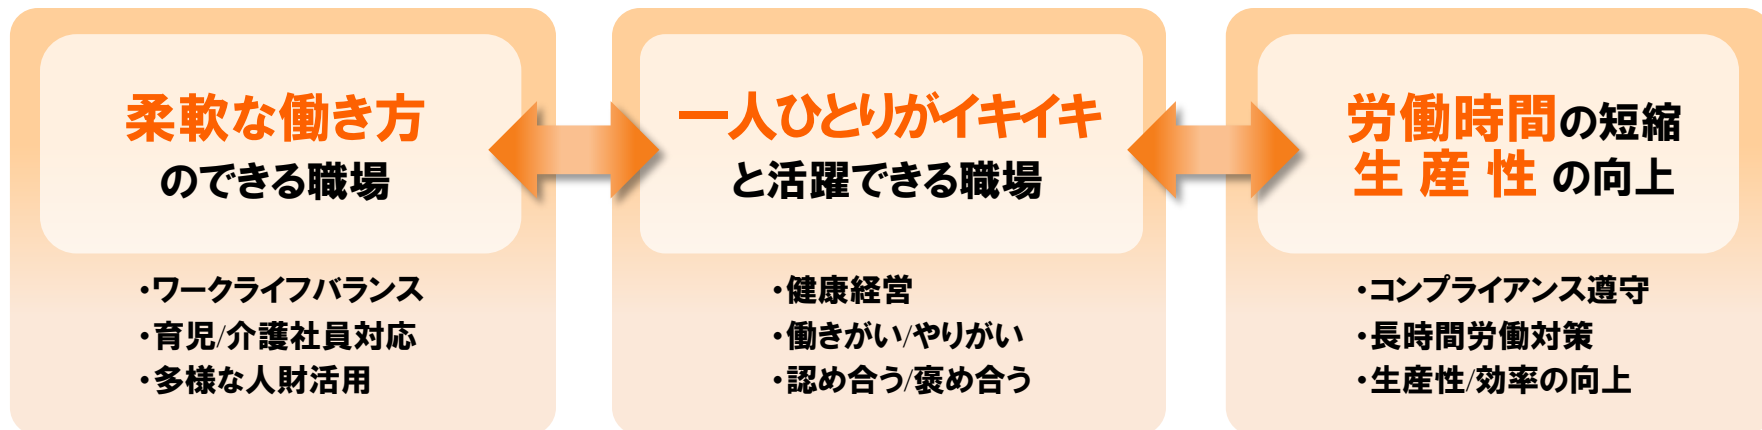 柔軟な働き方
のできる職場
・ワークライフバランス
・育児/介護社員対応
・多様な人財活用
一人ひとりがイキイキ
と活躍できる職場
・健康経営
・働きがい/やりがい
・認め合う/褒め合う
労働時間の短縮
生産性の向上
・コンプライアンス遵守
・長時間労働対策
・生産性/効率の向上